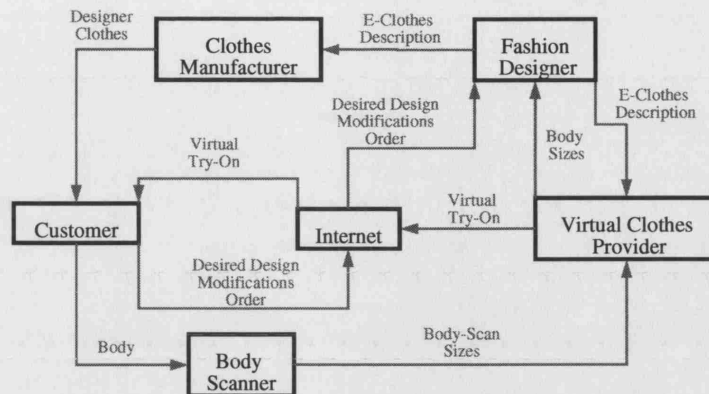 Designer
Clothes
Clothes
Manufacturer
E-Clothes
Description
Fashion
Designer
Desired Design
Modifications
Order
E-Clothes
Description
Virtual
Try-On
Body
Sizes
Virtual
Try-On
Customer
Internet
Virtual Clothes
Provider
Desired Design
Modifications
Order
Body
Body
Scanner
Body-Scan
Sizes